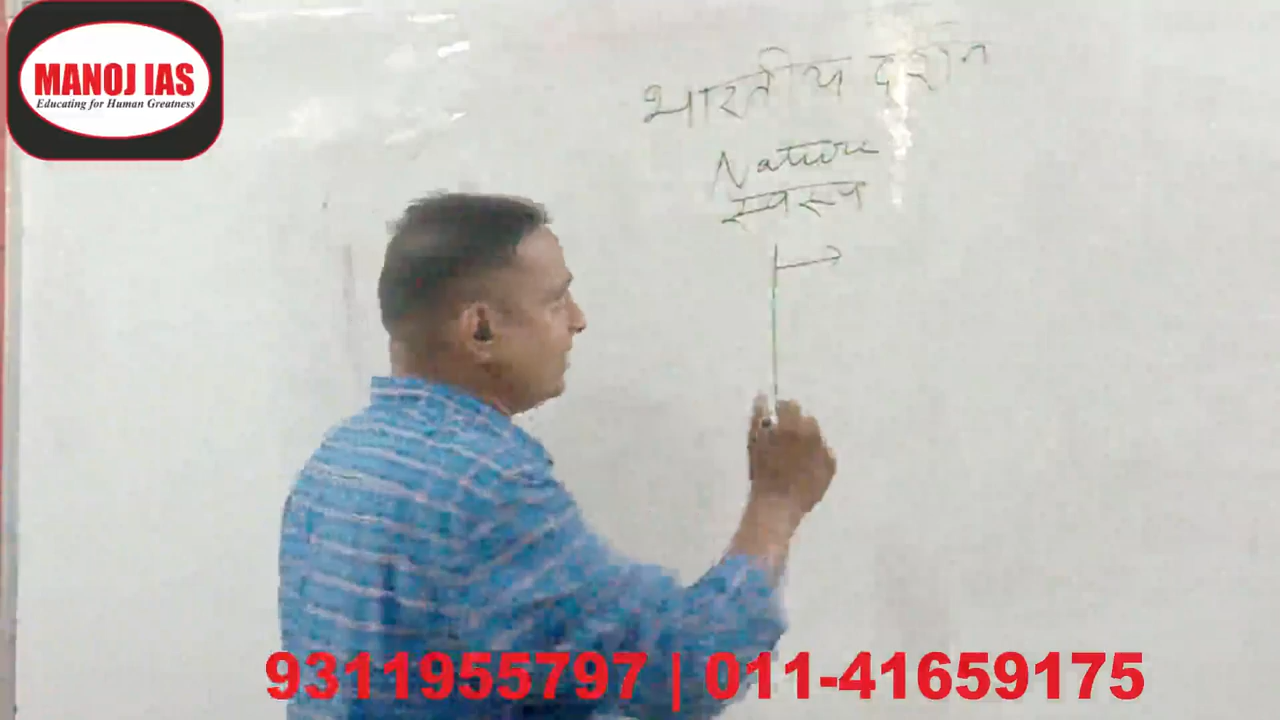 MANOJ IAS
Educating for Human Greatness
भारतीय दर्शन
Nature
स्वरूप
9311955797 | 011-41659175